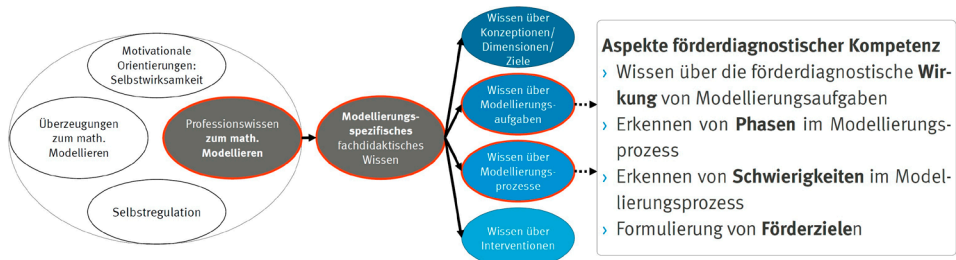 Motivationale
Orientierungen:
Selbstwirksamkeit
Überzeugungen
zum math.
Modellieren
Professionswissen
zum math.
Modellieren
Selbstregulation
Modellierungs-
spezifisches
fachdidaktisches
Wissen
Wissen über
Konzeptionen/
Dimensionen/
Ziele
Wissen über
Modellierungs-
aufgaben
Wissen über
Modellierungs-
prozesse
Wissen über
Interventionen
Aspekte förderdiagnostischer Kompetenz
› Wissen über die förderdiagnostische Wir-
kung von Modellierungsaufgaben
› Erkennen von Phasen im Modellierungs-
prozess
› Erkennen von Schwierigkeiten im Model-
lierungsprozess
› Formulierung von Förderzielen